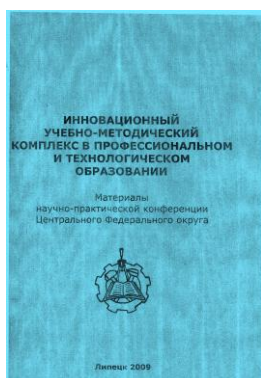 ИННОВАЦИОННЫЙ
УЧЕБНО-МЕТОДИЧЕСКИЙ
КОМПЛЕКС В ПРОФЕССИОНАЛЬНОМ
И ТЕХНОЛОГИЧЕСКОМ
ОБРАЗОВАНИИ
Материалы
научно-практической конференции
Центрального Федерального округа
Липецк 2009